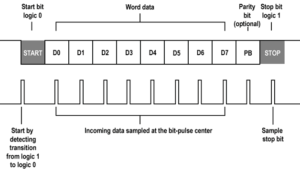 Start bit
logic 0
Word data
Parity
bit
(optional)
Stop bit
logic 1
START D0 D1 D2 D3 D4 D5 D6 D7 PB STOP
Start by
detecting
transition
from logic 1
to logic 0
Incoming data sampled at the bit-pulse center
Sample
stop bit